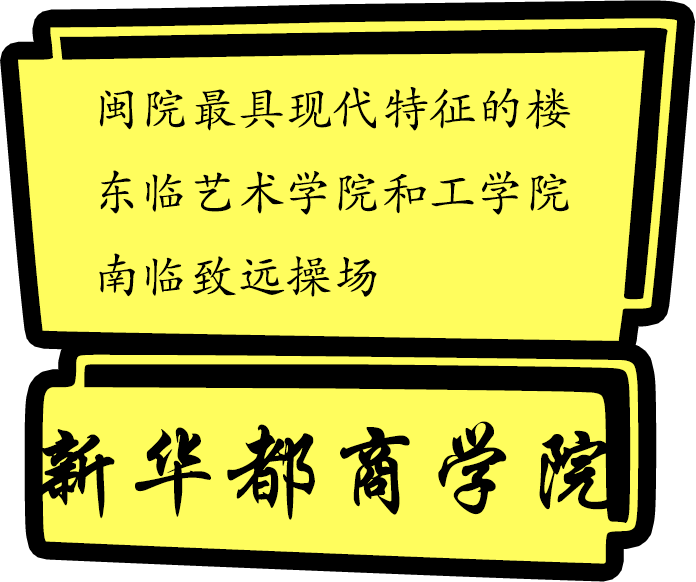 闽院最具现代特征的楼
东临艺术学院和工学院
南临致远操场
新华都商学院